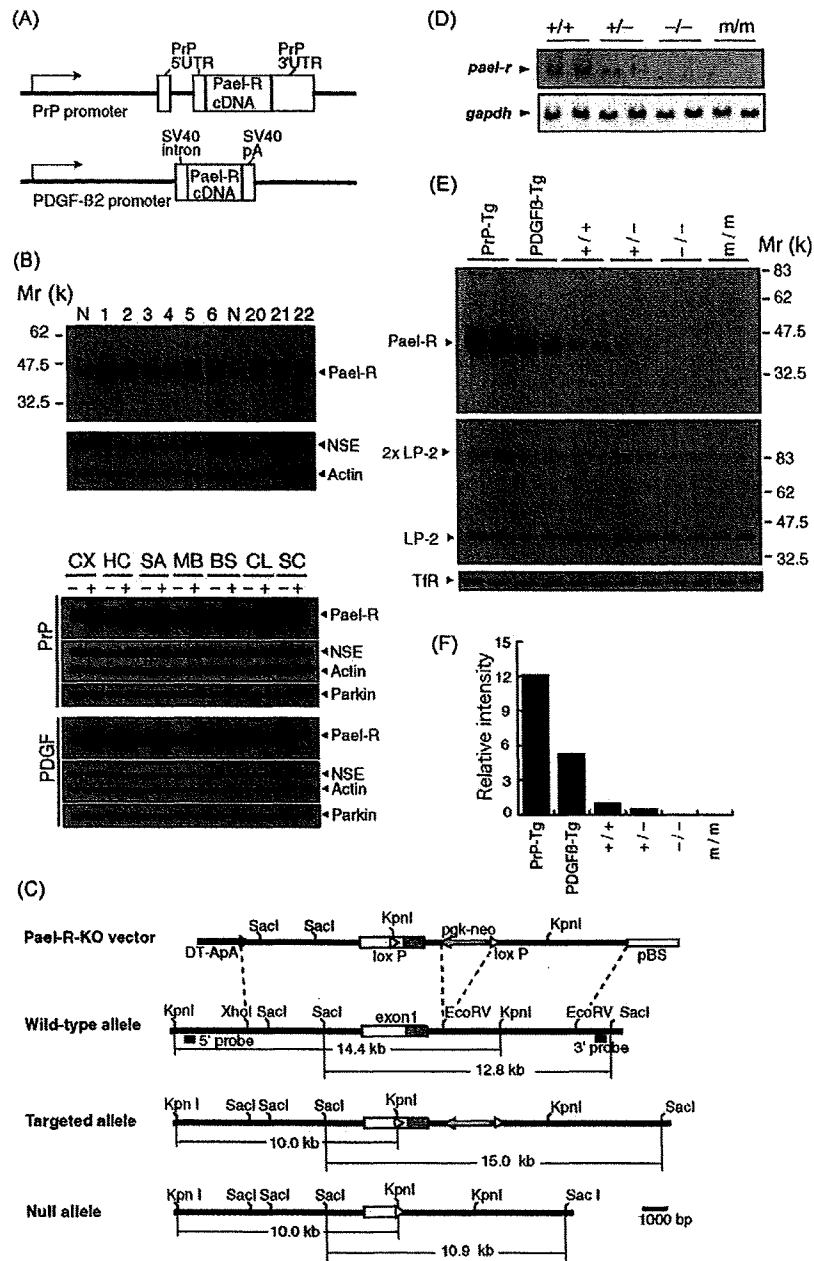 (A)
PrP 5'UTR
PrP 3'UTR
Pael-R cDNA
PrP promoter
SV40 intron
SV40 pA
Pael-R cDNA
PDGF-ß2 promoter
(B)
Mr (k)
N 1 2 3 4 5 6 N 20 21 22
62
47.5
32.5
Pael-R
NSE
Actin
CX HC SA MB BS CL SC
- + - + - + - + - + - + - +
PrP
Pael-R
NSE
Actin
Parkin
PDGF
Pael-R
NSE
Actin
Parkin
(D)
+/+ +/− −/− m/m
pael-r
gapdh
(E)
PrP-Tg PDGFß-Tg +/+ +/− −/− m/m
Mr (k)
83
62
47.5
32.5
Pael-R
2x LP-2
83
62
47.5
LP-2
32.5
TfR
(F)
Relative intensity
15
12
9
6
3
0
PrP-Tg PDGFß-Tg +/+ +/− −/− m/m
(C)
Pael-R-KO vector
DT-ApA SacI SacI KpnI lox P pgk-neo lox P KpnI pBS
Wild-type allele
KpnI XhoI SacI SacI exon1 EcoRV KpnI EcoRV SacI
5' probe 3' probe
14.4 kb
12.8 kb
Targeted allele
Kpn I SacI SacI SacI KpnI KpnI SacI
10.0 kb
15.0 kb
Null allele
Kpn I SacI SacI SacI KpnI KpnI Sac I
10.0 kb
10.9 kb
1000 bp